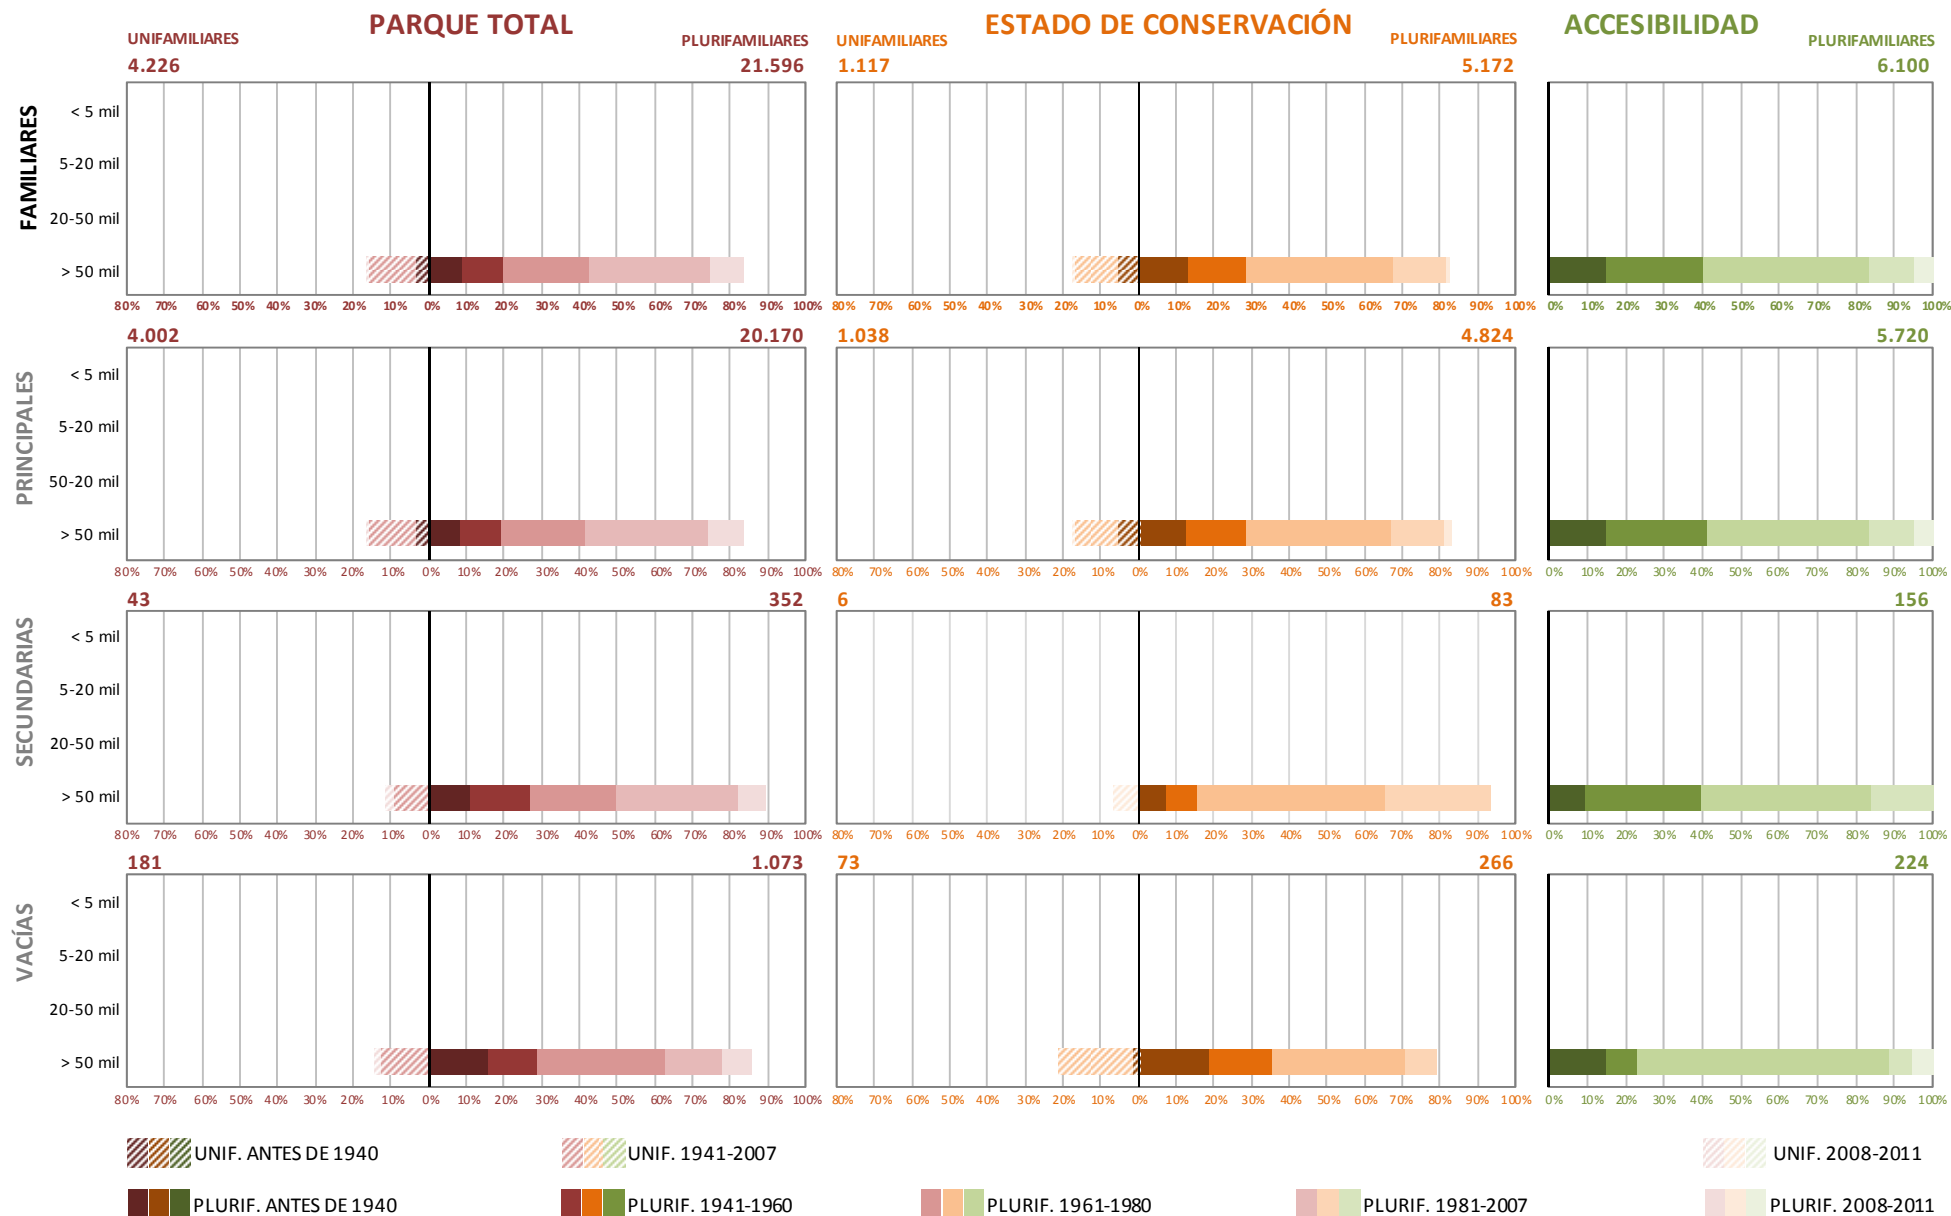 PARQUE TOTAL ESTADO DE CONSERVACIÓN ACCESIBILIDAD
UNIFAMILIARES PLURIFAMILIARES UNIFAMILIARES PLURIFAMILIARES PLURIFAMILIARES
4.226 21.596 1.117 5.172 6.100
FAMILIARES
< 5 mil
5-20 mil
20-50 mil
> 50 mil
80% 70% 60% 50% 40% 30% 20% 10% 0% 10% 20% 30% 40% 50% 60% 70% 80% 90% 100% 80% 70% 60% 50% 40% 30% 20% 10% 0% 10% 20% 30% 40% 50% 60% 70% 80% 90% 100% 0% 10% 20% 30% 40% 50% 60% 70% 80% 90% 100%
4.002 20.170 1.038 4.824 5.720
PRINCIPALES
< 5 mil
5-20 mil
50-20 mil
> 50 mil
80% 70% 60% 50% 40% 30% 20% 10% 0% 10% 20% 30% 40% 50% 60% 70% 80% 90% 100% 80% 70% 60% 50% 40% 30% 20% 10% 0% 10% 20% 30% 40% 50% 60% 70% 80% 90% 100% 0% 10% 20% 30% 40% 50% 60% 70% 80% 90% 100%
43 352 6 83 156
SECUNDARIAS
< 5 mil
5-20 mil
20-50 mil
> 50 mil
80% 70% 60% 50% 40% 30% 20% 10% 0% 10% 20% 30% 40% 50% 60% 70% 80% 90% 100% 80% 70% 60% 50% 40% 30% 20% 10% 0% 10% 20% 30% 40% 50% 60% 70% 80% 90% 100% 0% 10% 20% 30% 40% 50% 60% 70% 80% 90% 100%
181 1.073 73 266 224
VACÍAS
< 5 mil
5-20 mil
20-50 mil
> 50 mil
80% 70% 60% 50% 40% 30% 20% 10% 0% 10% 20% 30% 40% 50% 60% 70% 80% 90% 100% 80% 70% 60% 50% 40% 30% 20% 10% 0% 10% 20% 30% 40% 50% 60% 70% 80% 90% 100% 0% 10% 20% 30% 40% 50% 60% 70% 80% 90% 100%
UNIF. ANTES DE 1940 UNIF. 1941-2007 UNIF. 2008-2011
PLURIF. ANTES DE 1940 PLURIF. 1941-1960 PLURIF. 1961-1980 PLURIF. 1981-2007 PLURIF. 2008-2011